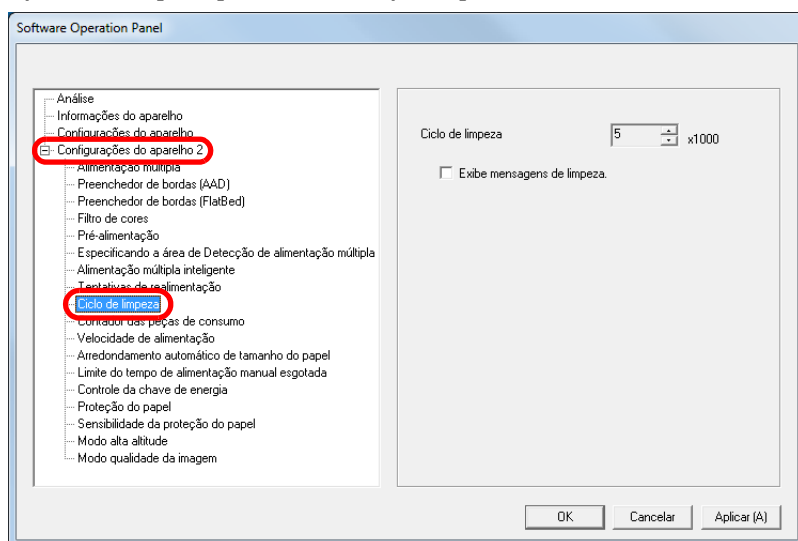 Software Operation Panel
Análise
Informações do aparelho
Configurações do aparelho
Configurações do aparelho 2
Alimentação múltipla
Preenchedor de bordas (AAD)
Preenchedor de bordas (FlatBed)
Filtro de cores
Pré-alimentação
Especificando a área de Detecção de alimentação múltipla
Alimentação múltipla inteligente
Tentativas de realimentação
Ciclo de limpeza
Contador das peças de consumo
Velocidade de alimentação
Arredondamento automático de tamanho do papel
Limite do tempo de alimentação manual esgotada
Controle da chave de energia
Proteção do papel
Sensibilidade da proteção do papel
Modo alta altitude
Modo qualidade da imagem
Ciclo de limpeza 5 x1000
Exibe mensagens de limpeza.
OK Cancelar Aplicar (A)